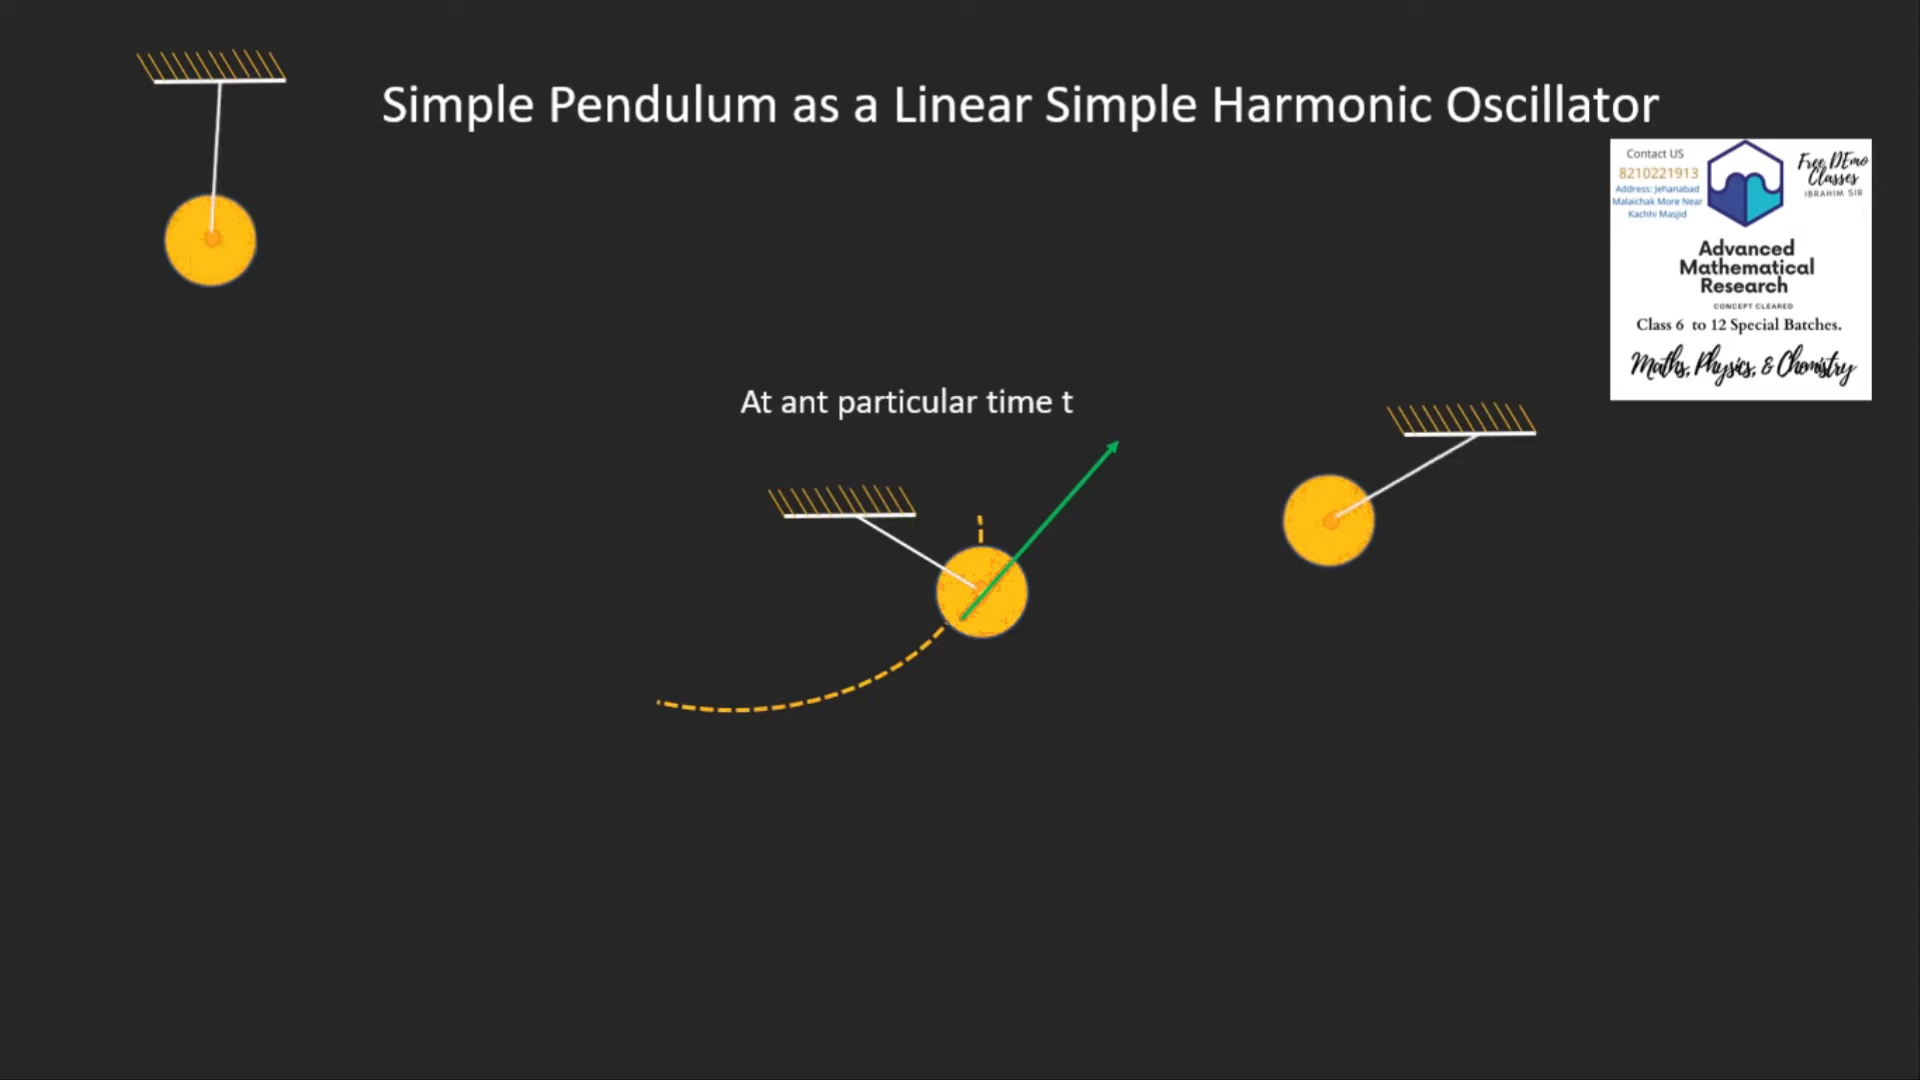 Simple Pendulum as a Linear Simple Harmonic Oscillator
Contact US
8210221913
Address: Jehanabad
Malaichak More Near
Kachhi Masjid
Free DEmo
Classes
IBRAHIM SIR
Advanced
Mathematical
Research
CONCEPT CLEARED
Class 6 to 12 Special Batches.
Maths, Physics, & Chemistry
At ant particular time t